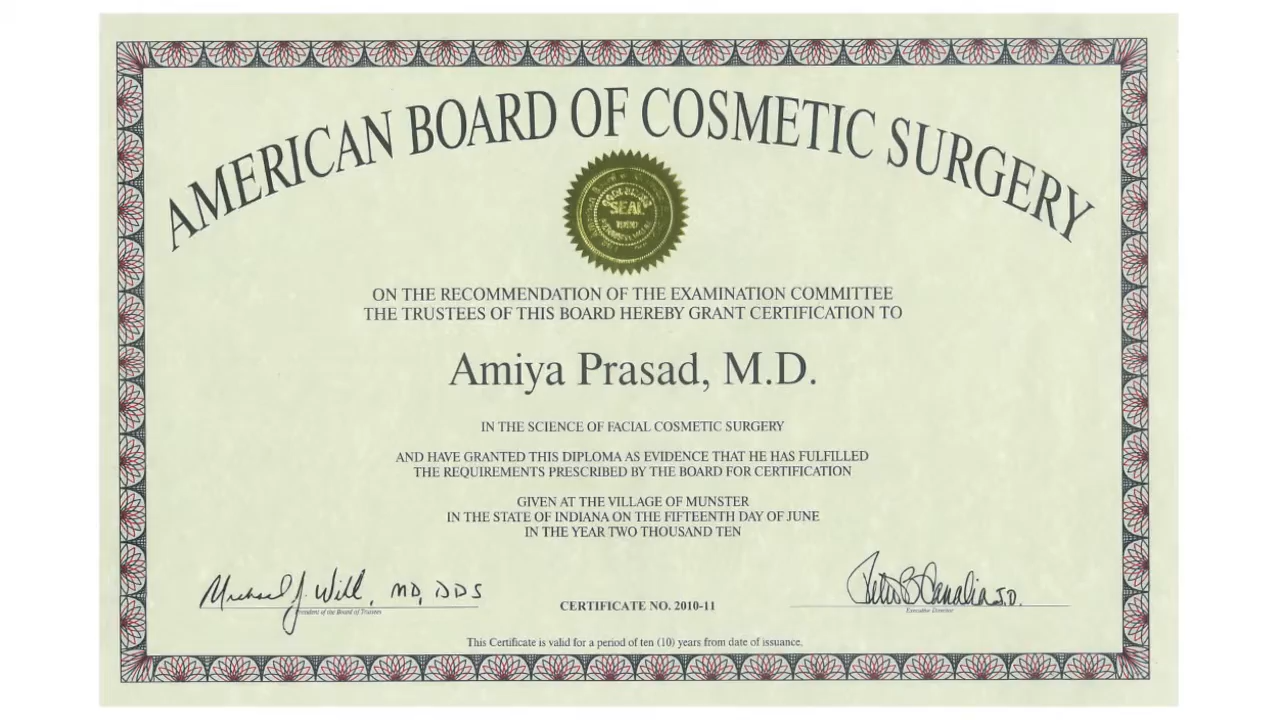 AMERICAN BOARD OF COSMETIC SURGERY
SEAL
ON THE RECOMMENDATION OF THE EXAMINATION COMMITTEE
THE TRUSTEES OF THIS BOARD HEREBY GRANT CERTIFICATION TO
Amiya Prasad, M.D.
IN THE SCIENCE OF FACIAL COSMETIC SURGERY
AND HAVE GRANTED THIS DIPLOMA AS EVIDENCE THAT HE HAS FULFILLED
THE REQUIREMENTS PRESCRIBED BY THE BOARD FOR CERTIFICATION
GIVEN AT THE VILLAGE OF MUNSTER
IN THE STATE OF INDIANA ON THE FIFTEENTH DAY OF JUNE
IN THE YEAR TWO THOUSAND TEN
Michael J. Will, MD, DDS
President of the Board of Trustees
J.D.
Executive Director
CERTIFICATE NO. 2010-11
This Certificate is valid for a period of ten (10) years from date of issuance.